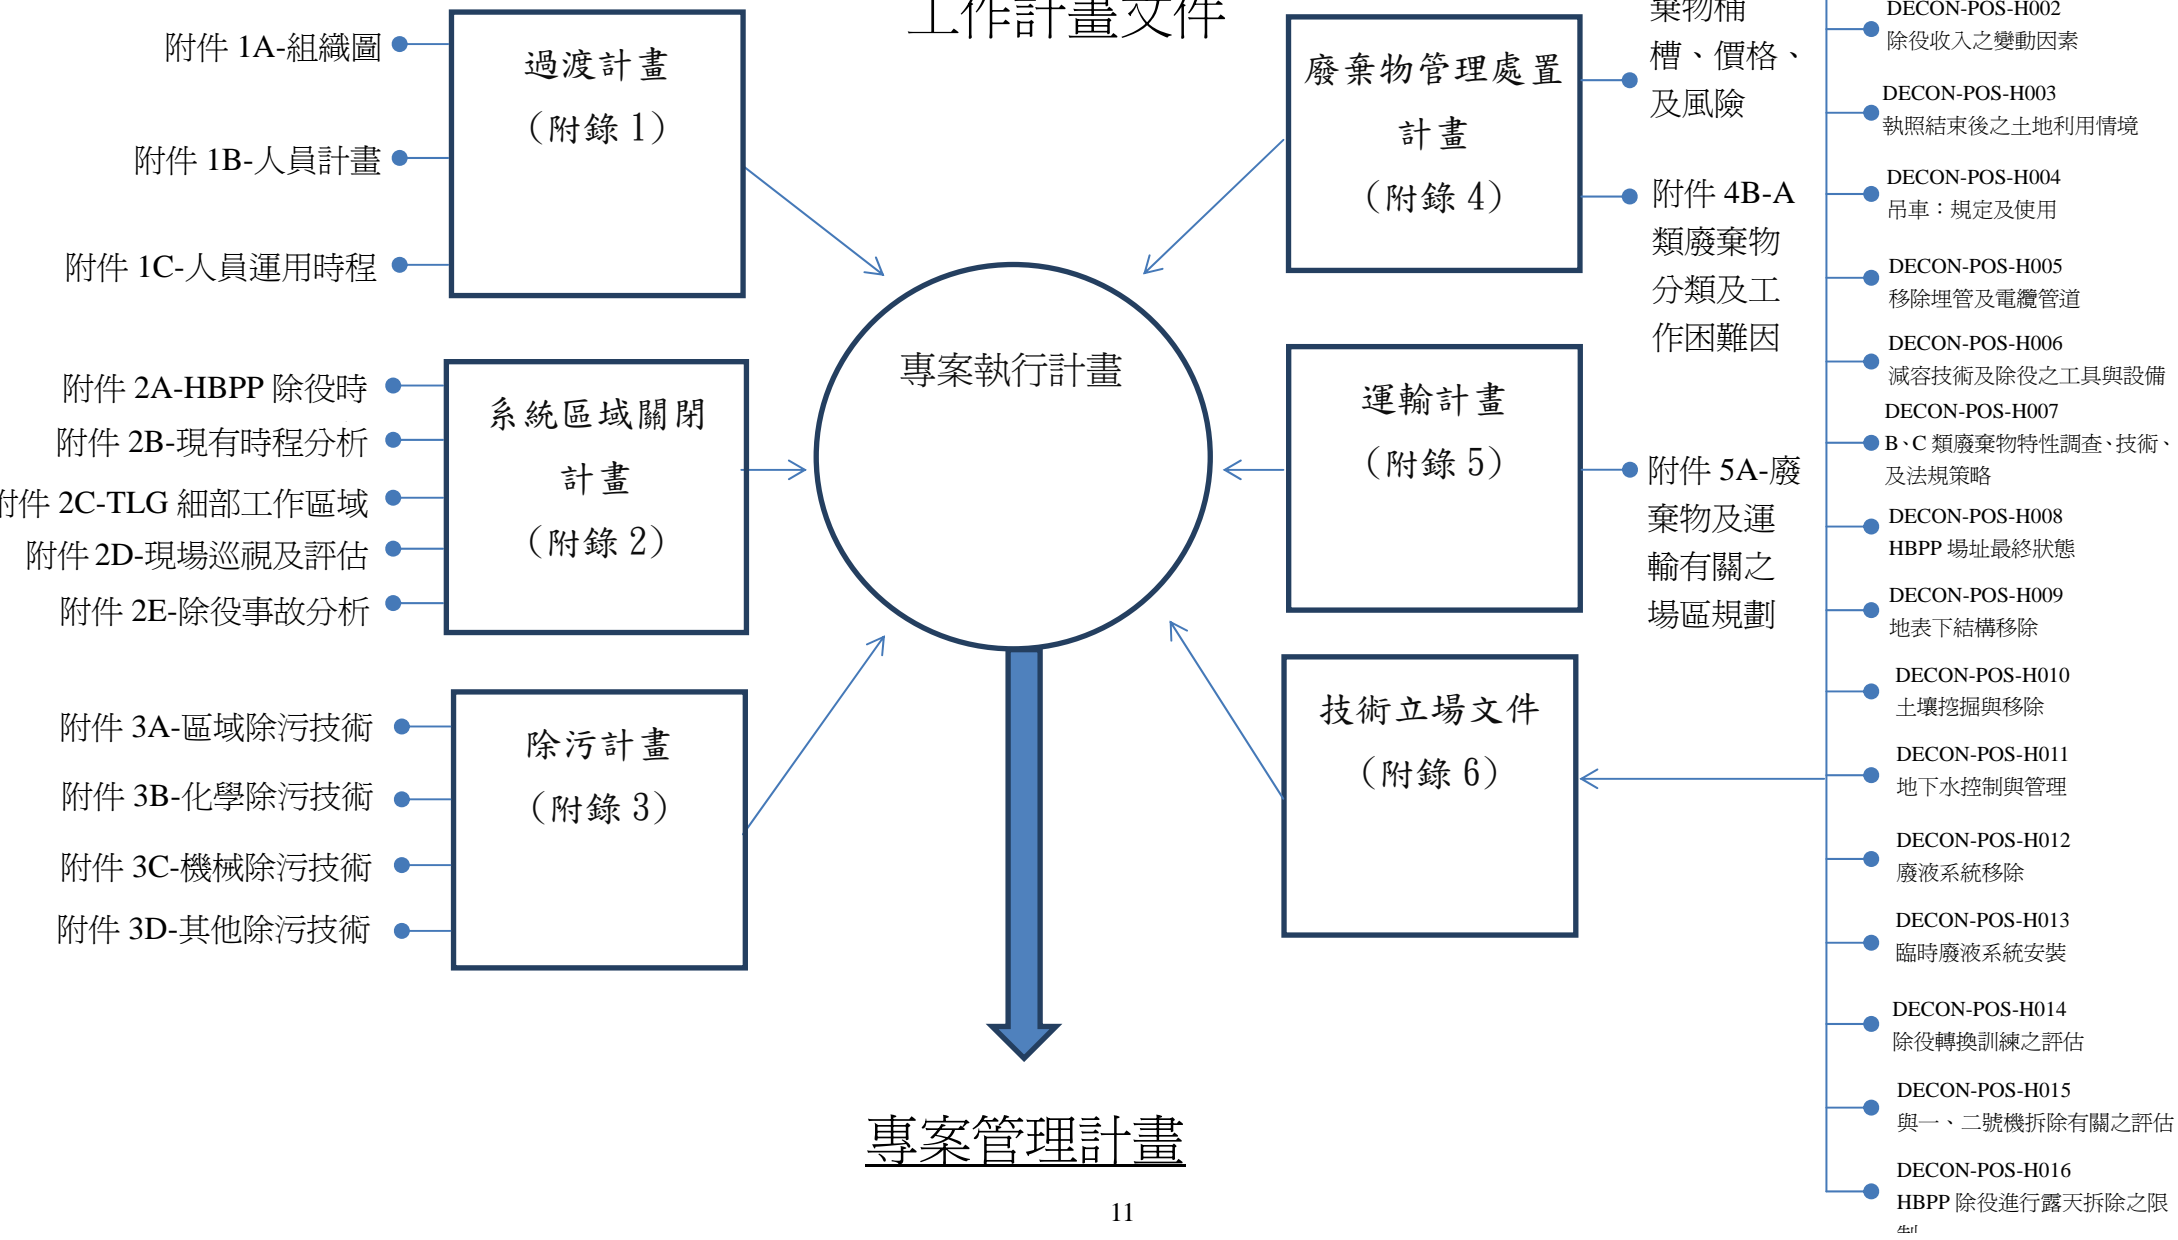 工作計畫文件
附件 1A-組織圖
附件 1B-人員計畫
附件 1C-人員運用時程
過渡計畫
(附錄 1)
附件 2A-HBPP 除役時
附件 2B-現有時程分析
附件 2C-TLG 細部工作區域
附件 2D-現場巡視及評估
附件 2E-除役事故分析
系統區域關閉
計畫
(附錄 2)
附件 3A-區域除污技術
附件 3B-化學除污技術
附件 3C-機械除污技術
附件 3D-其他除污技術
除污計畫
(附錄 3)
專案執行計畫
廢棄物管理處置
計畫
(附錄 4)
棄物桶
槽、價格、
及風險
附件 4B-A
類廢棄物
分類及工
作困難因
運輸計畫
(附錄 5)
附件 5A-廢
棄物及運
輸有關之
場區規劃
技術立場文件
(附錄 6)
DECON-POS-H002
除役收入之變動因素
DECON-POS-H003
執照結束後之土地利用情境
DECON-POS-H004
吊車：規定及使用
DECON-POS-H005
移除埋管及電纜管道
DECON-POS-H006
減容技術及除役之工具與設備
DECON-POS-H007
B、C 類廢棄物特性調查、技術、
及法規策略
DECON-POS-H008
HBPP 場址最終狀態
DECON-POS-H009
地表下結構移除
DECON-POS-H010
土壤挖掘與移除
DECON-POS-H011
地下水控制與管理
DECON-POS-H012
廢液系統移除
DECON-POS-H013
臨時廢液系統安裝
DECON-POS-H014
除役轉換訓練之評估
DECON-POS-H015
與一、二號機拆除有關之評估
DECON-POS-H016
HBPP 除役進行露天拆除之限
專案管理計畫
11